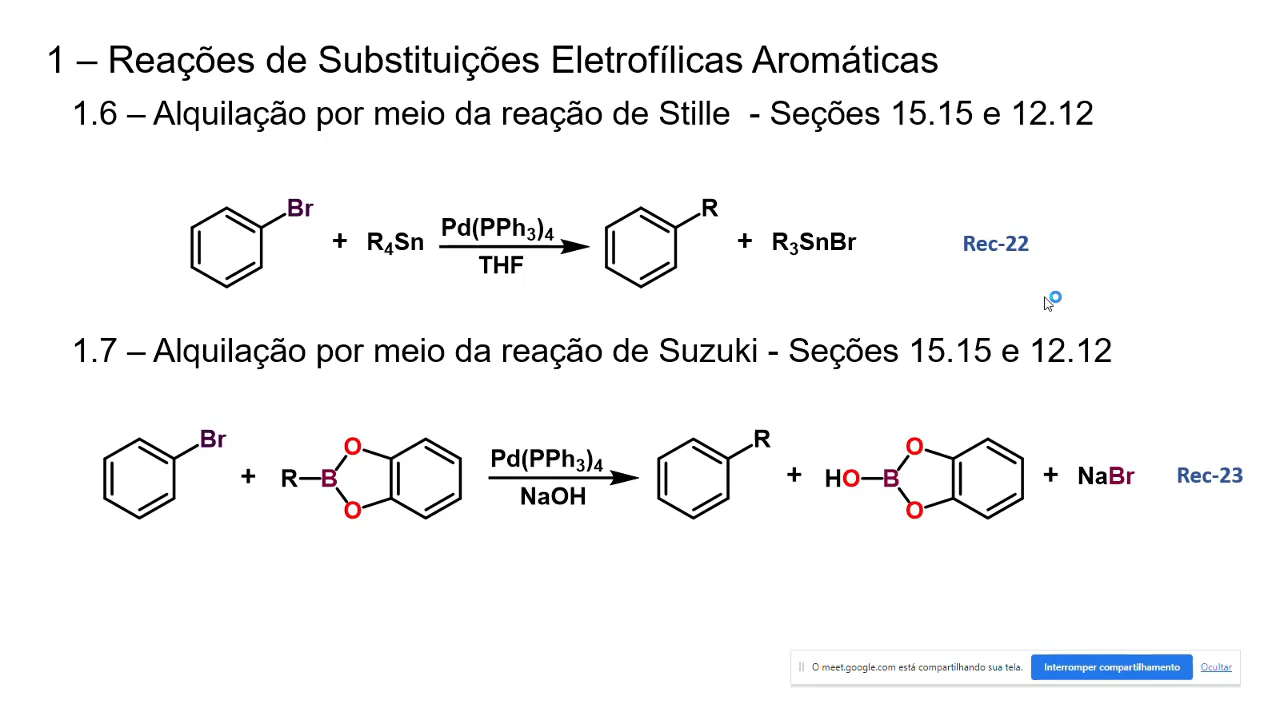 1 – Reações de Substituições Eletrofílicas Aromáticas
1.6 – Alquilação por meio da reação de Stille - Seções 15.15 e 12.12
Br + R₄Sn Pd(PPh₃)₄ THF R + R₃SnBr Rec-22
1.7 – Alquilação por meio da reação de Suzuki - Seções 15.15 e 12.12
Br + R–B O O Pd(PPh₃)₄ NaOH R + HO–B O O + NaBr Rec-23
O meet.google.com está compartilhando sua tela. Interromper compartilhamento Ocultar